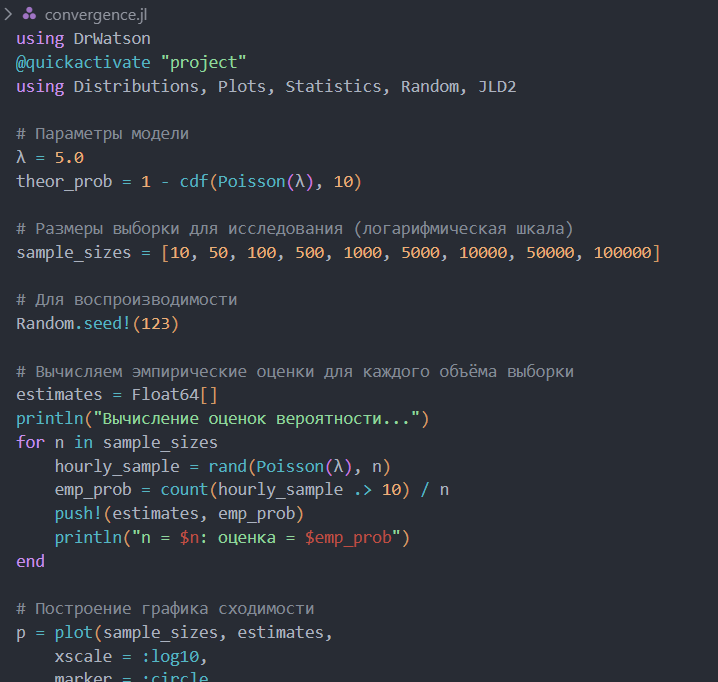 convergence.jl
using DrWatson
@quickactivate "project"
using Distributions, Plots, Statistics, Random, JLD2
# Параметры модели
λ = 5.0
theor_prob = 1 - cdf(Poisson(λ), 10)
# Размеры выборки для исследования (логарифмическая шкала)
sample_sizes = [10, 50, 100, 500, 1000, 5000, 10000, 50000, 100000]
# Для воспроизводимости
Random.seed!(123)
# Вычисляем эмпирические оценки для каждого объёма выборки
estimates = Float64[]
println("Вычисление оценок вероятности...")
for n in sample_sizes
    hourly_sample = rand(Poisson(λ), n)
    emp_prob = count(hourly_sample .> 10) / n
    push!(estimates, emp_prob)
    println("n = $n: оценка = $emp_prob")
end
# Построение графика сходимости
p = plot(sample_sizes, estimates,
    xscale = :log10,
    marker = :circle